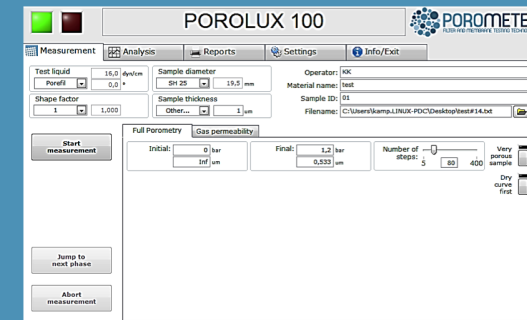 POROLUX 100
POROMETE
FILTER AND MEMBRANE TESTING TECHNO
Measurement Analysis Reports Settings Info/Exit
Test liquid 16,0 dyn/cm Sample diameter Operator: KK
Porefil 0,0 ° SH 25 19,5 mm Material name: test
Shape factor Sample thickness Sample ID: 01
1 1,000 Other... 1 um Filename: C:\Users\kamp.LINUX-PDC\Desktop\test#14.txt
Full Porometry Gas permeability
Start measurement
Initial: 0 bar Final: 1,2 bar Number of steps: Very porous sample
Inf um 0,533 um 5 80 400
Dry curve first
Jump to
next phase
Abort
measurement